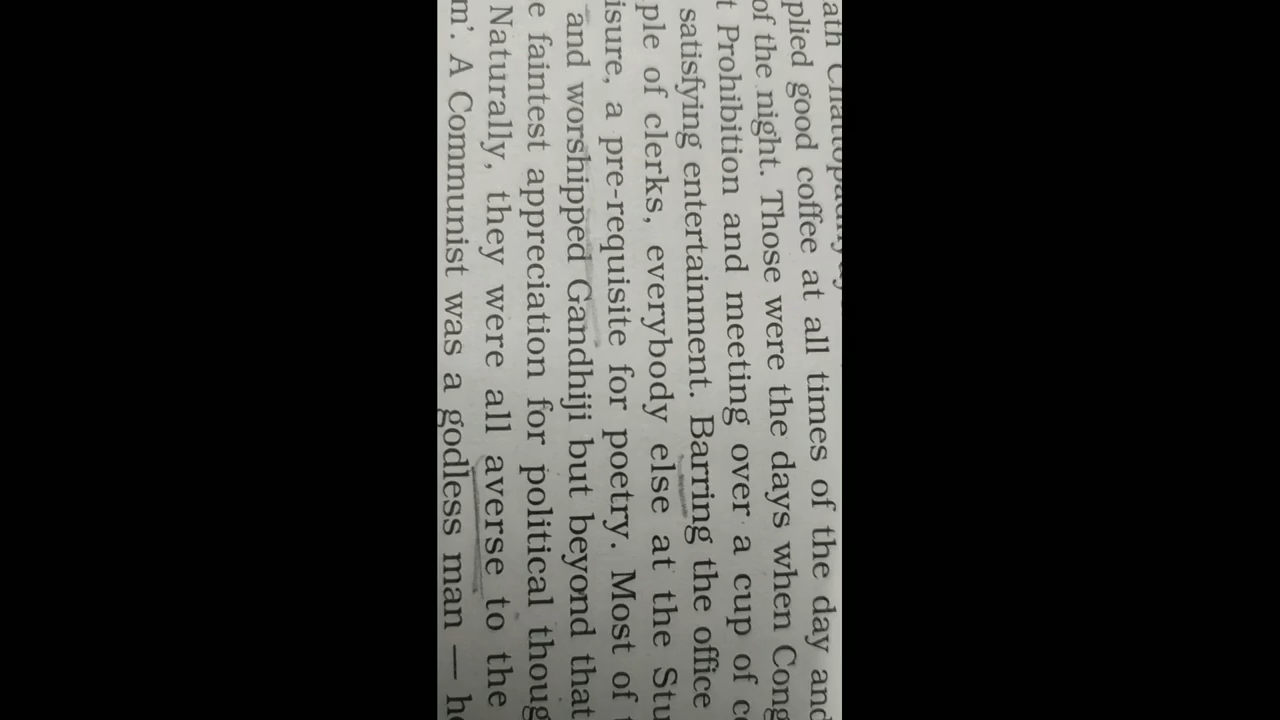 plied good coffee at all times of the day and
of the night. Those were the days when Cong
t Prohibition and meeting over a cup of
satisfying entertainment. Barring the office
ple of clerks, everybody else at the Stu
isure, a pre-requisite for poetry. Most of
and worshipped Gandhiji but beyond that
e faintest appreciation for political thoug
Naturally, they were all averse to the
m'. A Communist was a godless man —